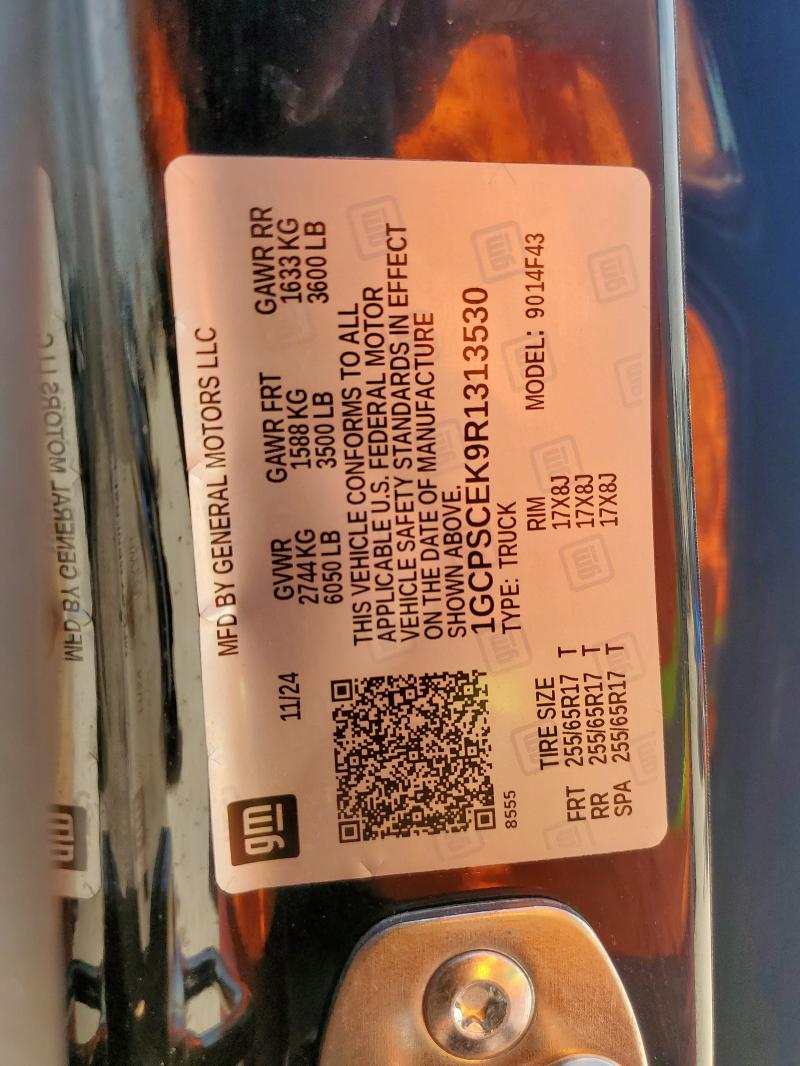 gm
MFD BY GENERAL MOTORS LLC
11/24
GVWR GAWR FRT GAWR RR
2744 KG 1588 KG 1633 KG
6050 LB 3500 LB 3600 LB
THIS VEHICLE CONFORMS TO ALL
APPLICABLE U.S. FEDERAL MOTOR
VEHICLE SAFETY STANDARDS IN EFFECT
ON THE DATE OF MANUFACTURE
SHOWN ABOVE.
1GCPSCEK9R1313530
TYPE: TRUCK MODEL: 9014F43
8555
TIRE SIZE RIM
FRT 255/65R17 T 17X8J
RR 255/65R17 T 17X8J
SPA 255/65R17 T 17X8J
MFD BY GENERAL MOTORS LLC
gm